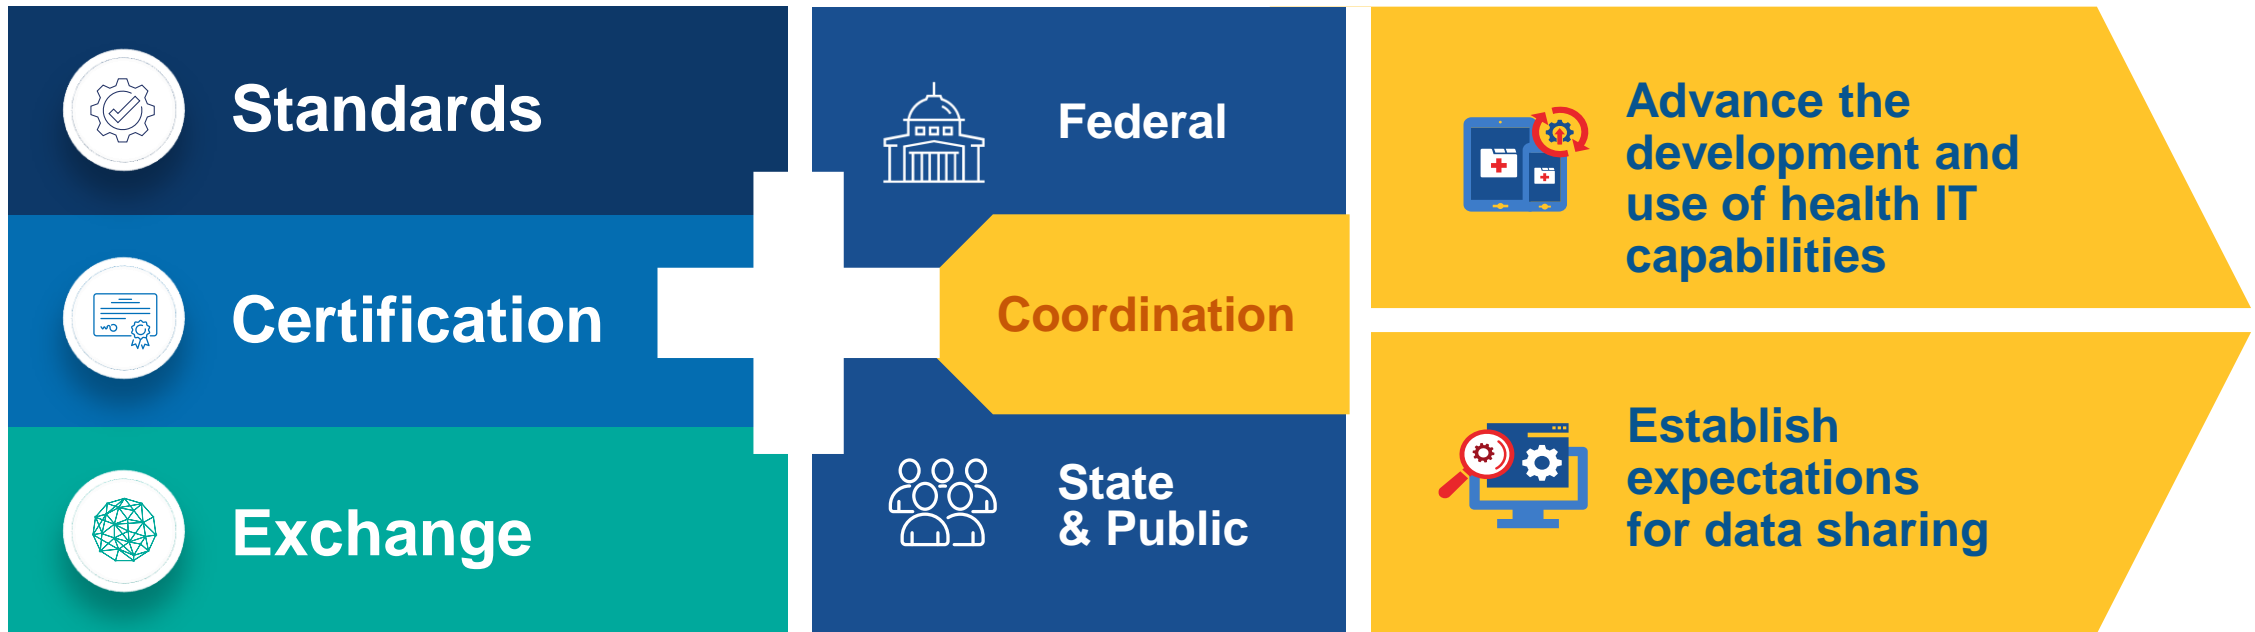 Standards
Certification
Exchange
Federal
Coordination
State
& Public
Advance the
development and
use of health IT
capabilities
Establish
expectations
for data sharing